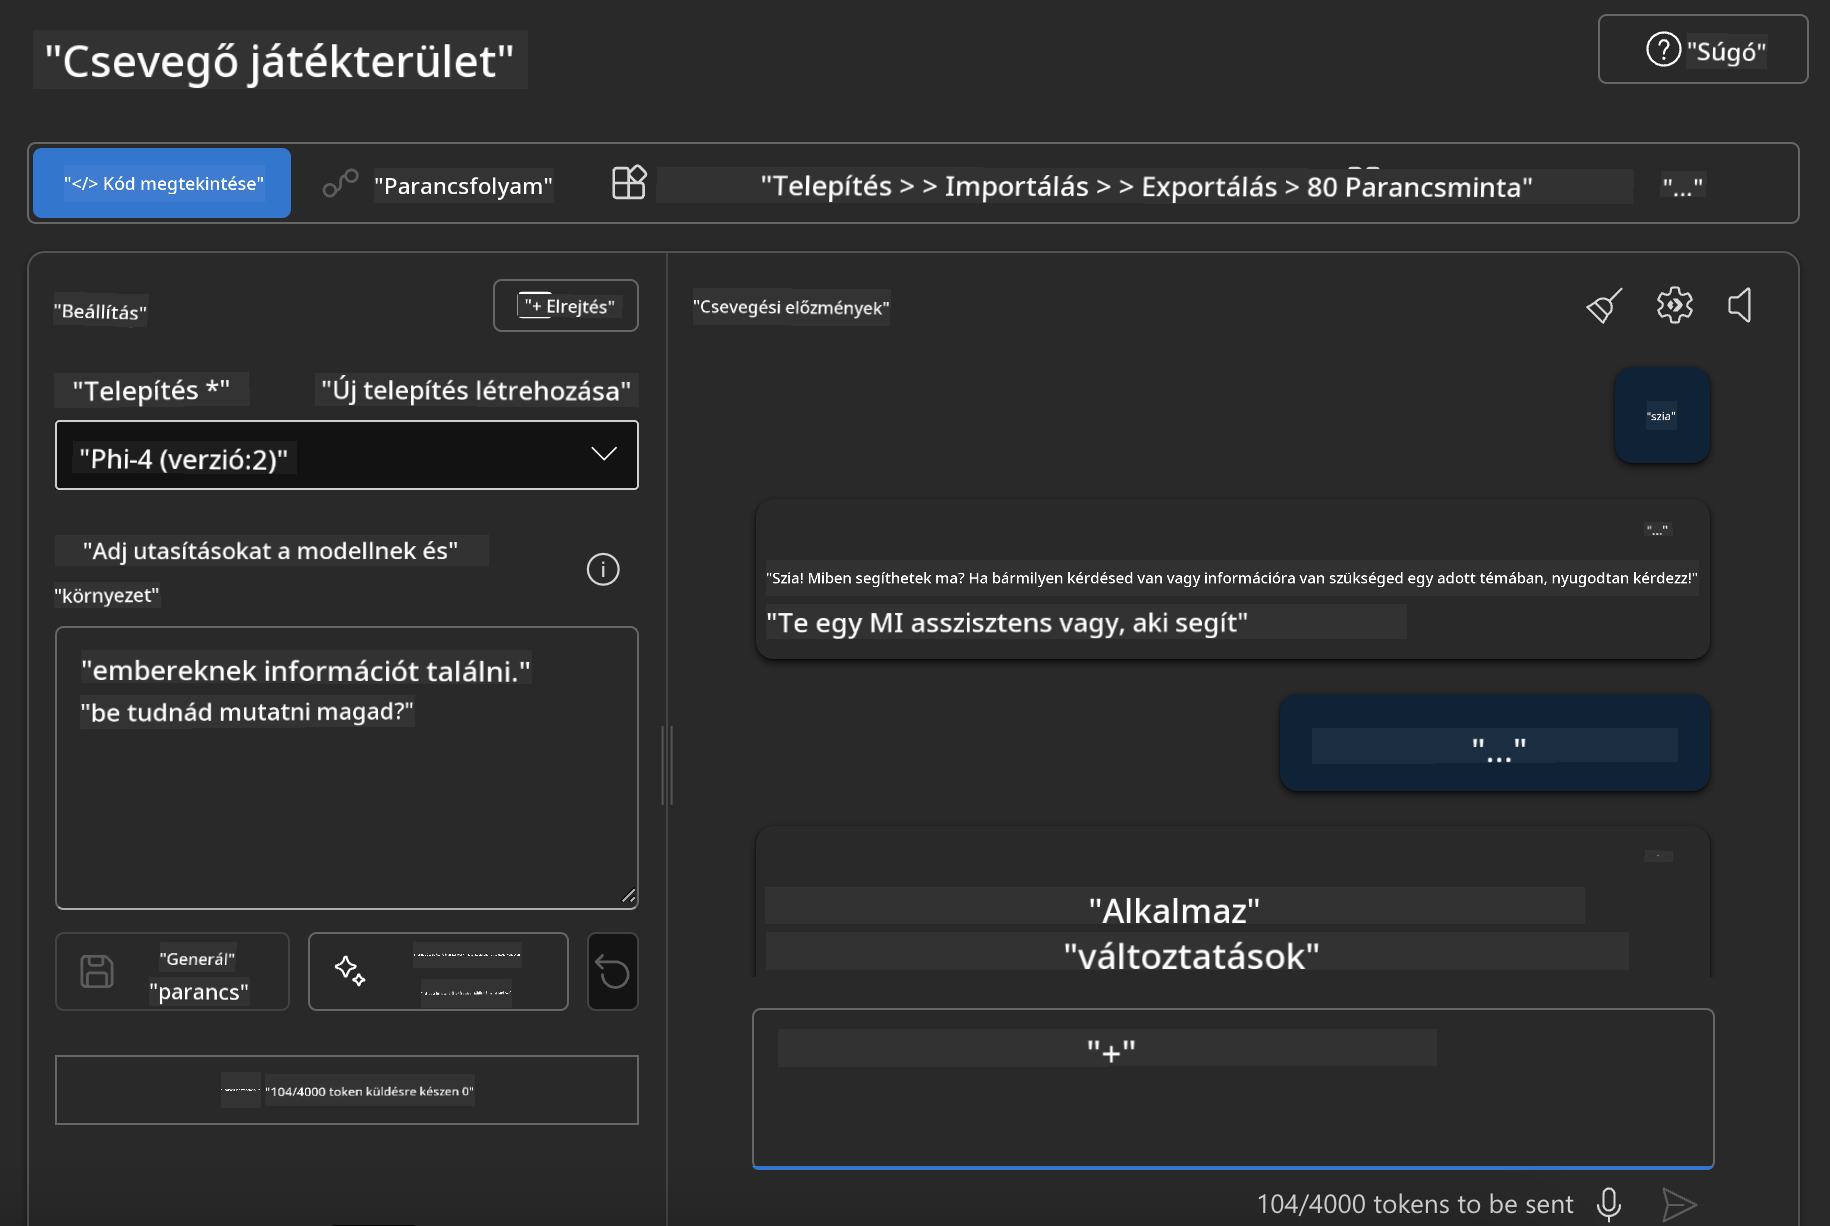 "Csevegő játékterület"
"Súgó"
"</> Kód megtekintése"
"Parancsfolyam"
"Telepítés > > Importálás > > Exportálás > 80 Parancsminta"
"..."
"Beállítás"
"+ Elrejtés"
"Telepítés *"
"Új telepítés létrehozása"
"Phi-4 (verzió:2)"
"Adj utasításokat a modellnek és"
"környezet"
"embereknek információt találni."
"be tudnád mutatni magad?"
"Generál"
"parancs"
"104/4000 token küldésre készen 0"
"Csevegési előzmények"
"szia"
"..."
"Szia! Miben segíthetek ma? Ha bármilyen kérdésed van vagy információra van szükséged egy adott témában, nyugodtan kérdezz!"
"Te egy MI asszisztens vagy, aki segít"
"..."
"Alkalmaz"
"változtatások"
"+"
104/4000 tokens to be sent